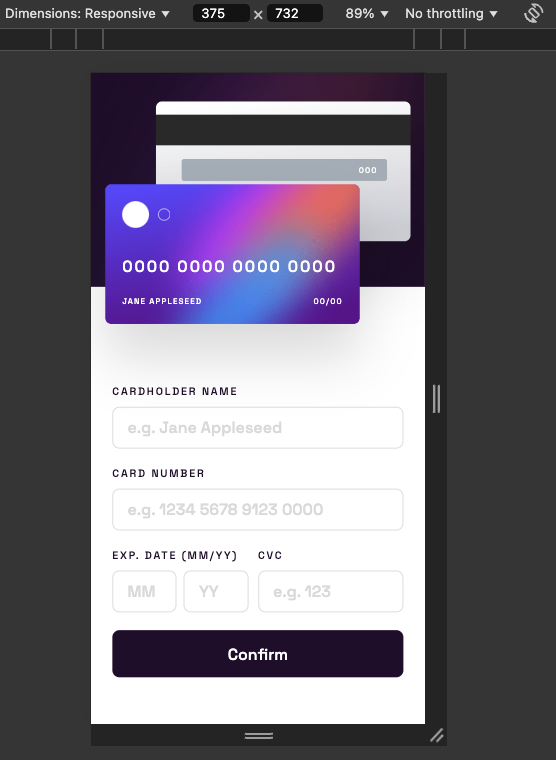 Dimensions: Responsive ▼ 375 × 732 89% ▼ No throttling ▼
000
0000 0000 0000 0000
JANE APPLESEED 00/00
CARDHOLDER NAME
e.g. Jane Appleseed
CARD NUMBER
e.g. 1234 5678 9123 0000
EXP. DATE (MM/YY) CVC
MM YY e.g. 123
Confirm